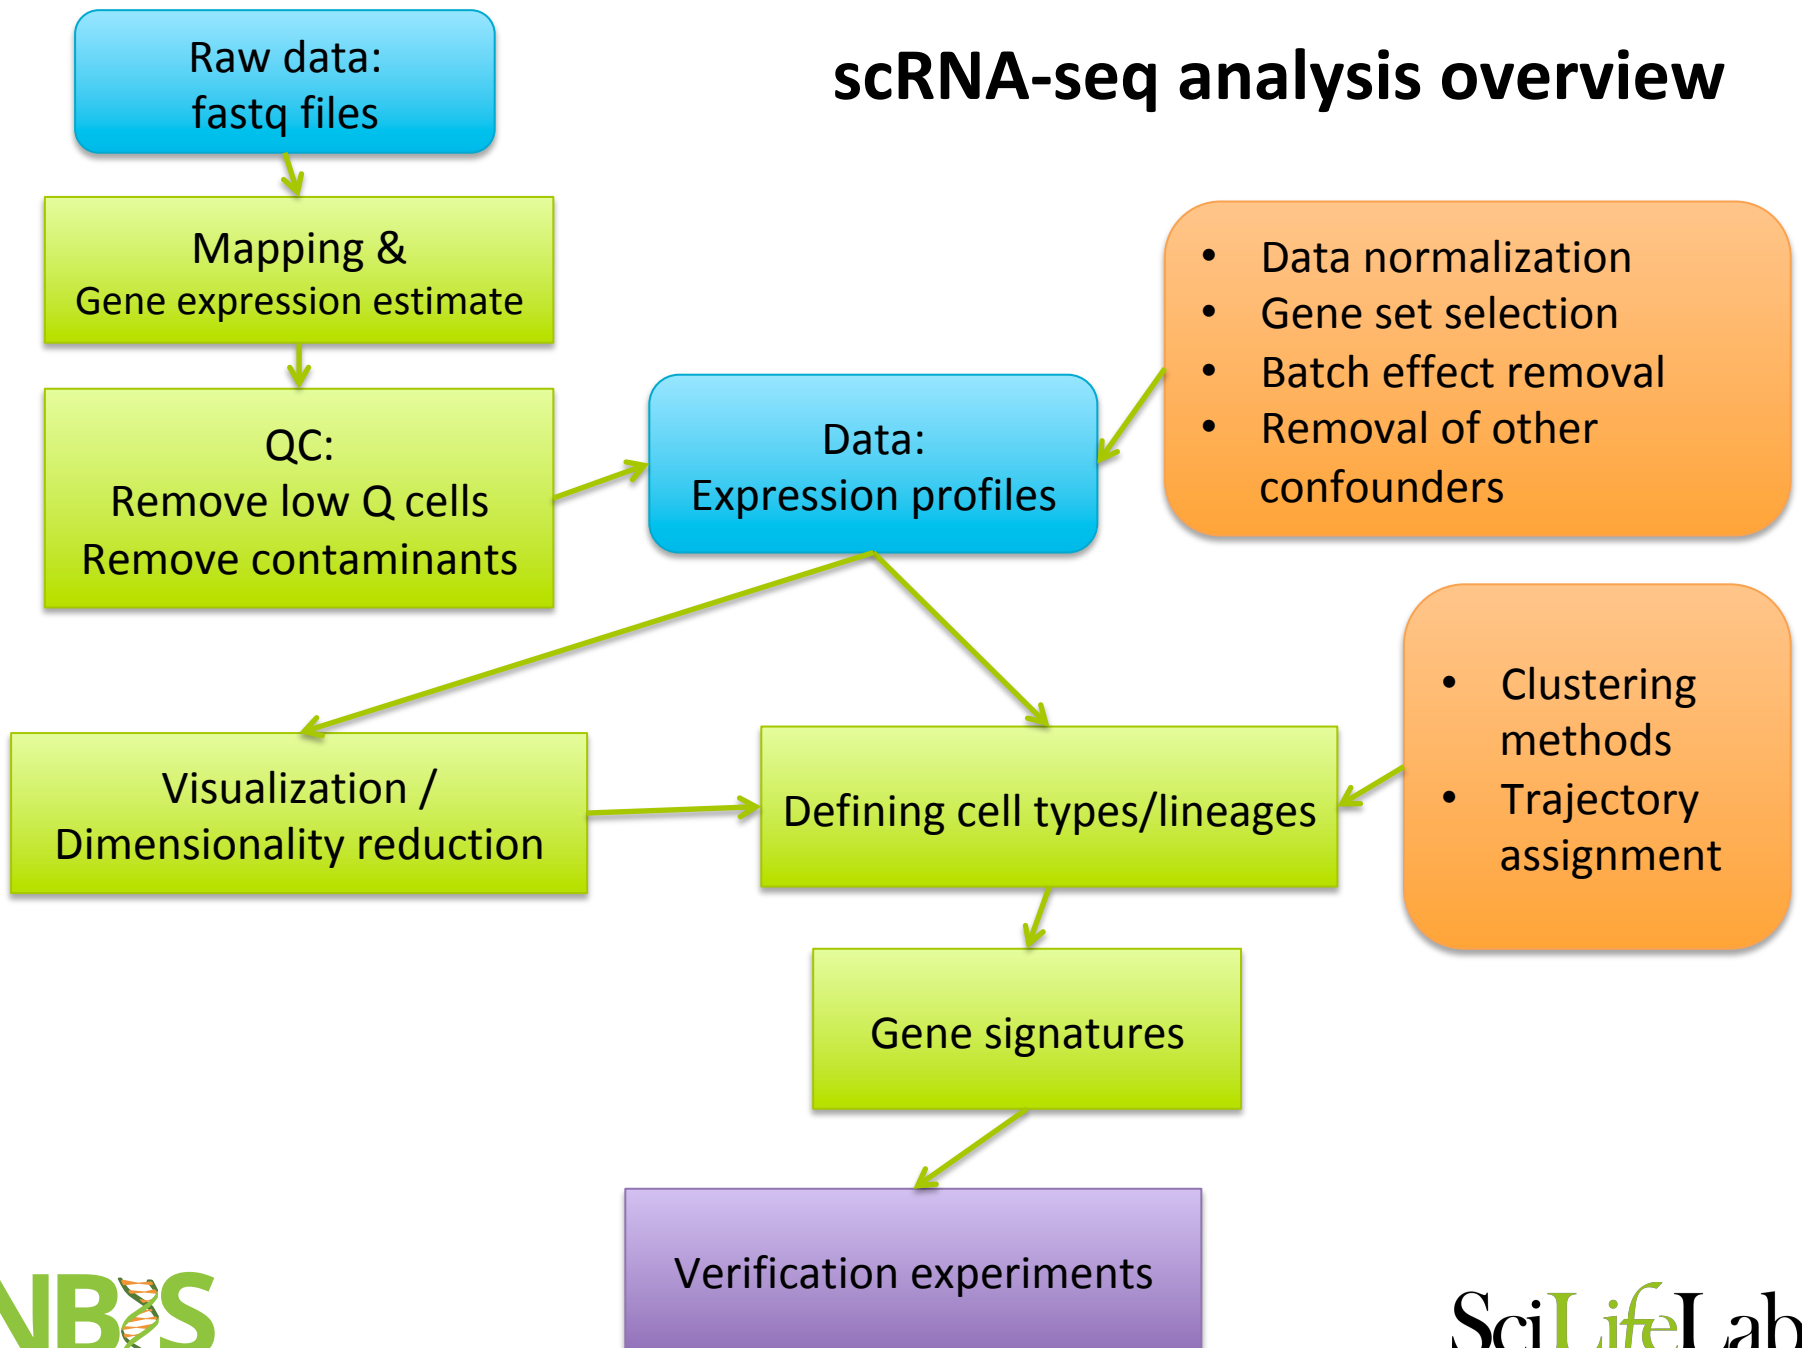 scRNA-seq analysis overview
Raw data:
fastq files
Mapping &
Gene expression estimate
QC:
Remove low Q cells
Remove contaminants
Data:
Expression profiles
• Data normalization
• Gene set selection
• Batch effect removal
• Removal of other
confounders
Visualization /
Dimensionality reduction
Defining cell types/lineages
• Clustering
methods
• Trajectory
assignment
Gene signatures
Verification experiments
NBIS
SciLifeLab